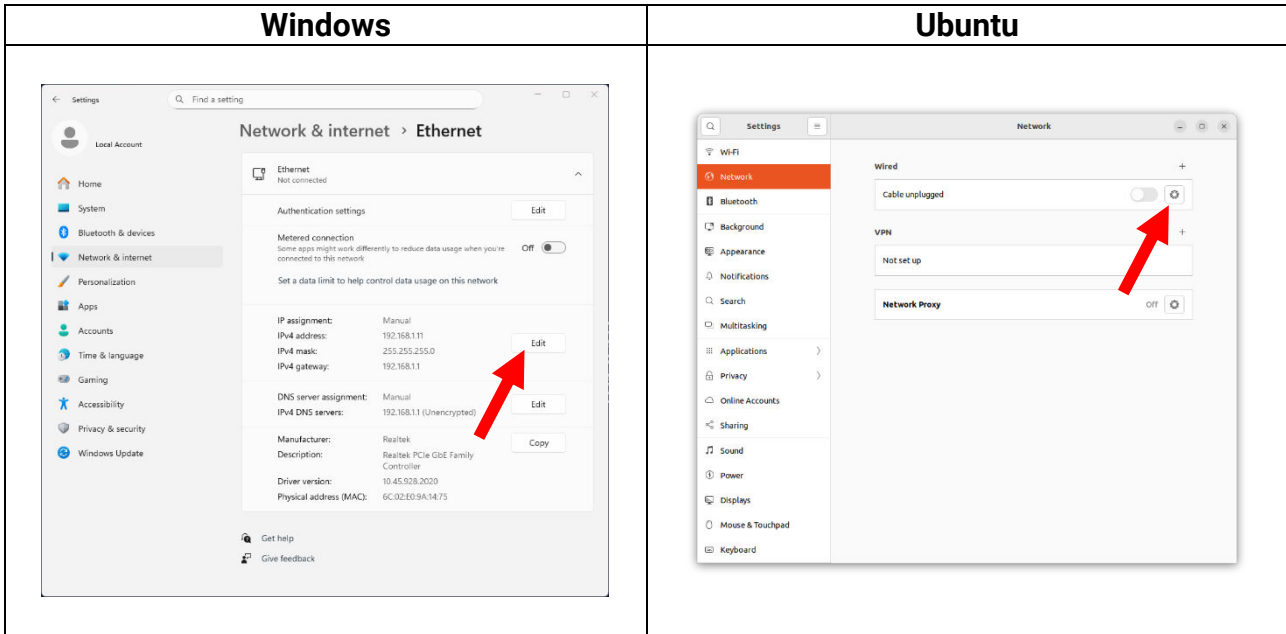 Windows
Ubuntu
Settings
Find a setting
Local Account
Home
System
Bluetooth & devices
Network & internet
Personalization
Apps
Accounts
Time & language
Gaming
Accessibility
Privacy & security
Windows Update
Network & internet > Ethernet
Ethernet
Not connected
Authentication settings Edit
Metered connection
Some apps might work differently to reduce data usage when you're
connected to this network
Off
Set a data limit to help control data usage on this network
IP assignment: Manual
IPv4 address: 192.168.1.11
IPv4 mask: 255.255.255.0
IPv4 gateway: 192.168.1.1
Edit
DNS server assignment: Manual
IPv4 DNS servers: 192.168.1.1 (Unencrypted)
Edit
Manufacturer: Realtek
Description: Realtek PCIe GbE Family
Controller
Driver version: 10.45.928.2020
Physical address (MAC): 6C:02:E0:9A:14:75
Copy
Get help
Give feedback
Settings
Network
Wi-Fi
Network
Bluetooth
Background
Appearance
Notifications
Search
Multitasking
Applications
Privacy
Online Accounts
Sharing
Sound
Power
Displays
Mouse & Touchpad
Keyboard
Wired
Cable unplugged
VPN
Not set up
Network Proxy Off